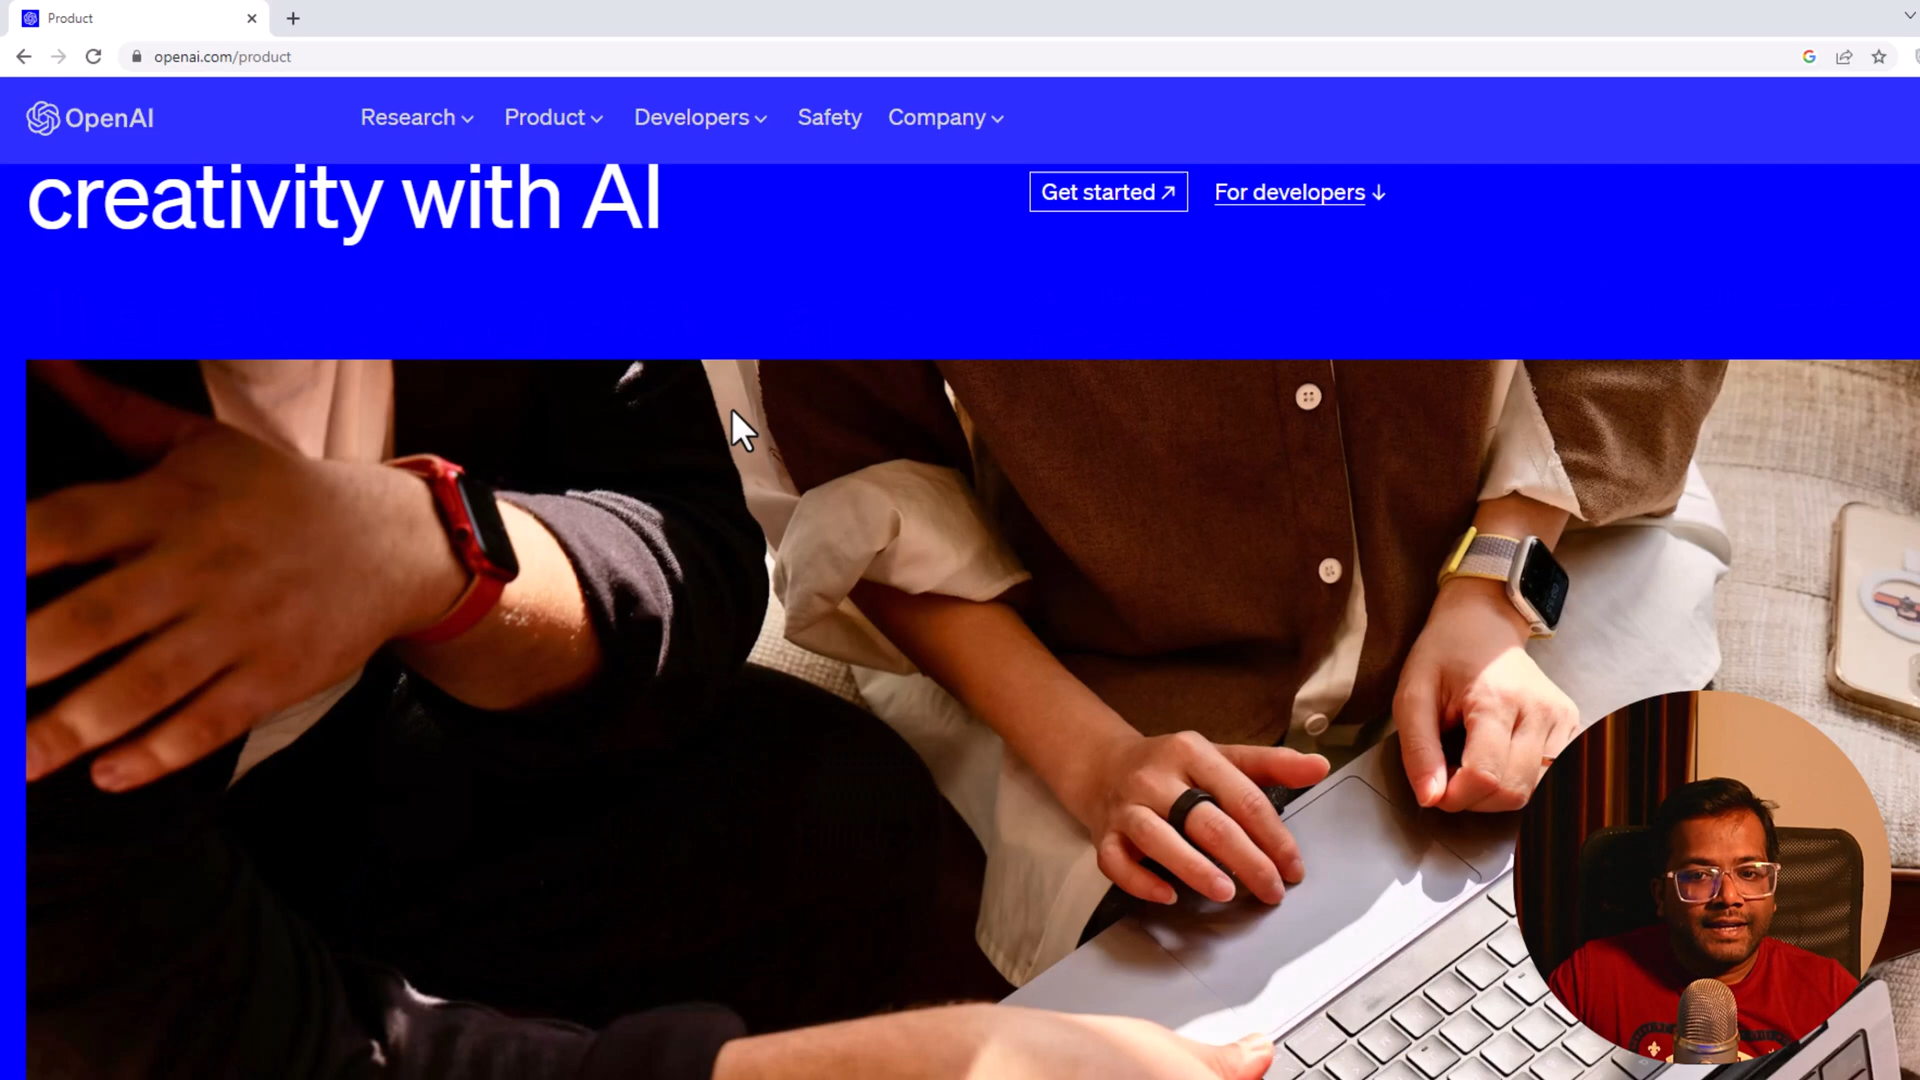 Product
openai.com/product
OpenAI
Research
Product
Developers
Safety
Company
creativity with AI
Get started ↗
For developers ↓